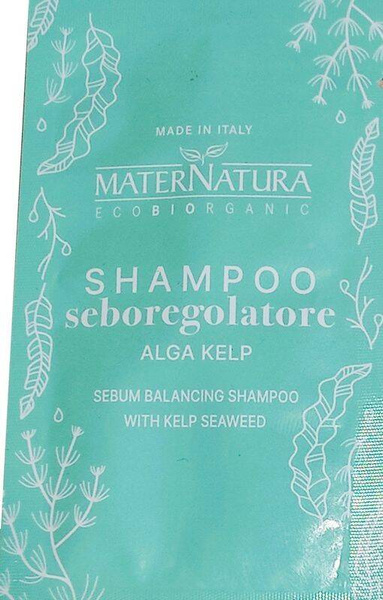 MADE IN ITALY
MATERNATURA
ECOBIORGANIC
SHAMPOO
seboregolatore
ALGA KELP
SEBUM BALANCING SHAMPOO
WITH KELP SEAWEED